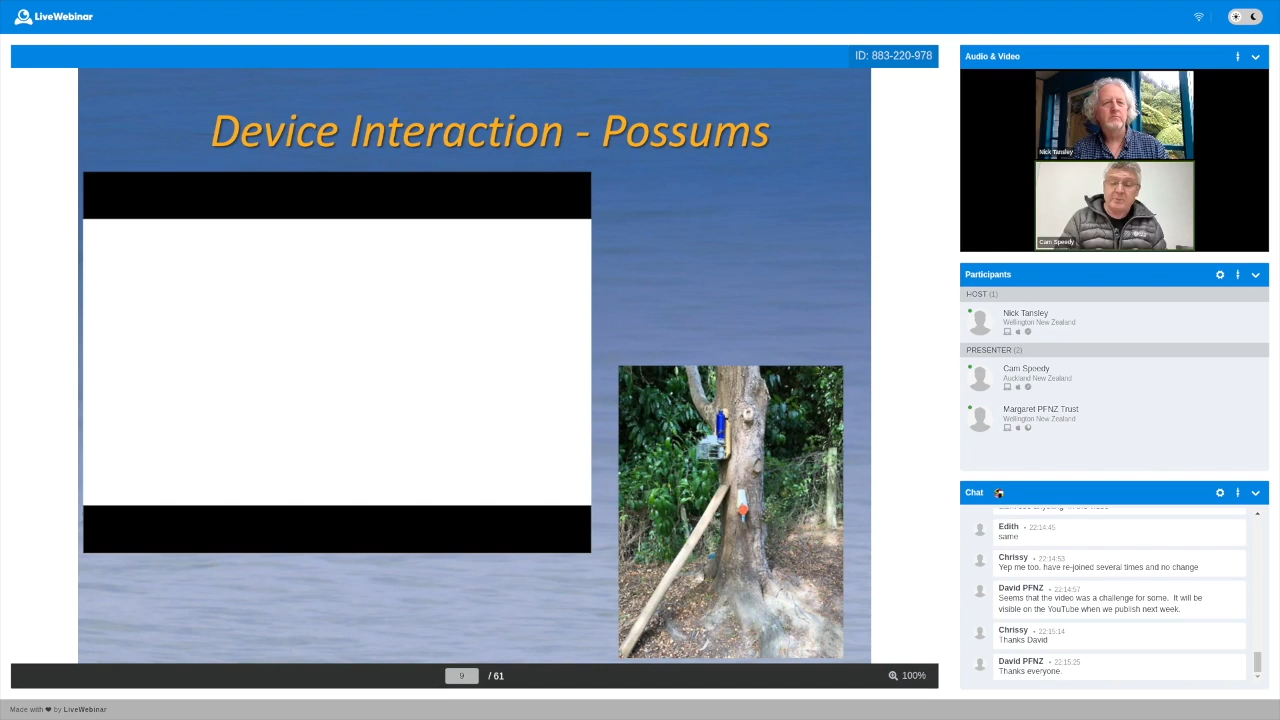 LiveWebinar
ID: 883-220-978
Device Interaction - Possums
9 / 61
100%
Audio & Video
Nick Tansley
Cam Speedy
Participants
HOST (1)
Nick Tansley
Wellington New Zealand
PRESENTER (2)
Cam Speedy
Auckland New Zealand
Margaret PFNZ Trust
Wellington New Zealand
Chat
Edith • 22:14:45
same
Chrissy • 22:14:53
Yep me too. have re-joined several times and no change
David PFNZ • 22:14:57
Seems that the video was a challenge for some. It will be
visible on the YouTube when we publish next week.
Chrissy • 22:15:14
Thanks David
David PFNZ • 22:15:25
Thanks everyone.
Made with ❤ by LiveWebinar